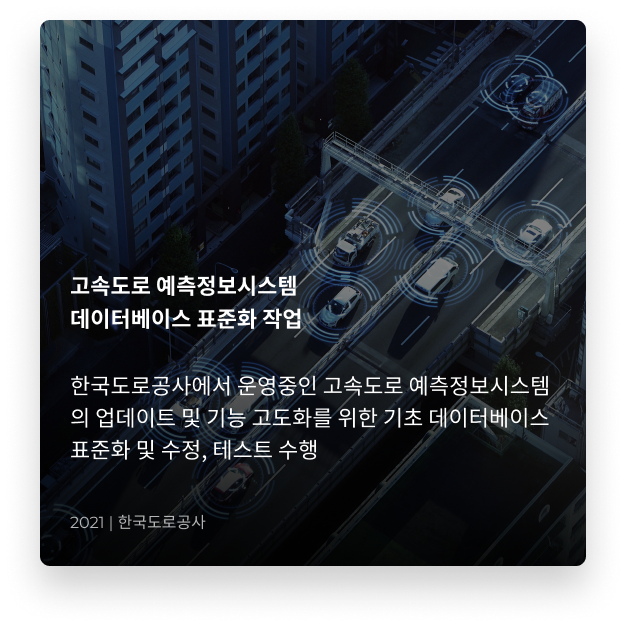 고속도로 예측정보시스템
데이터베이스 표준화 작업
한국도로공사에서 운영중인 고속도로 예측정보시스템
의 업데이트 및 기능 고도화를 위한 기초 데이터베이스
표준화 및 수정, 테스트 수행
2021 | 한국도로공사